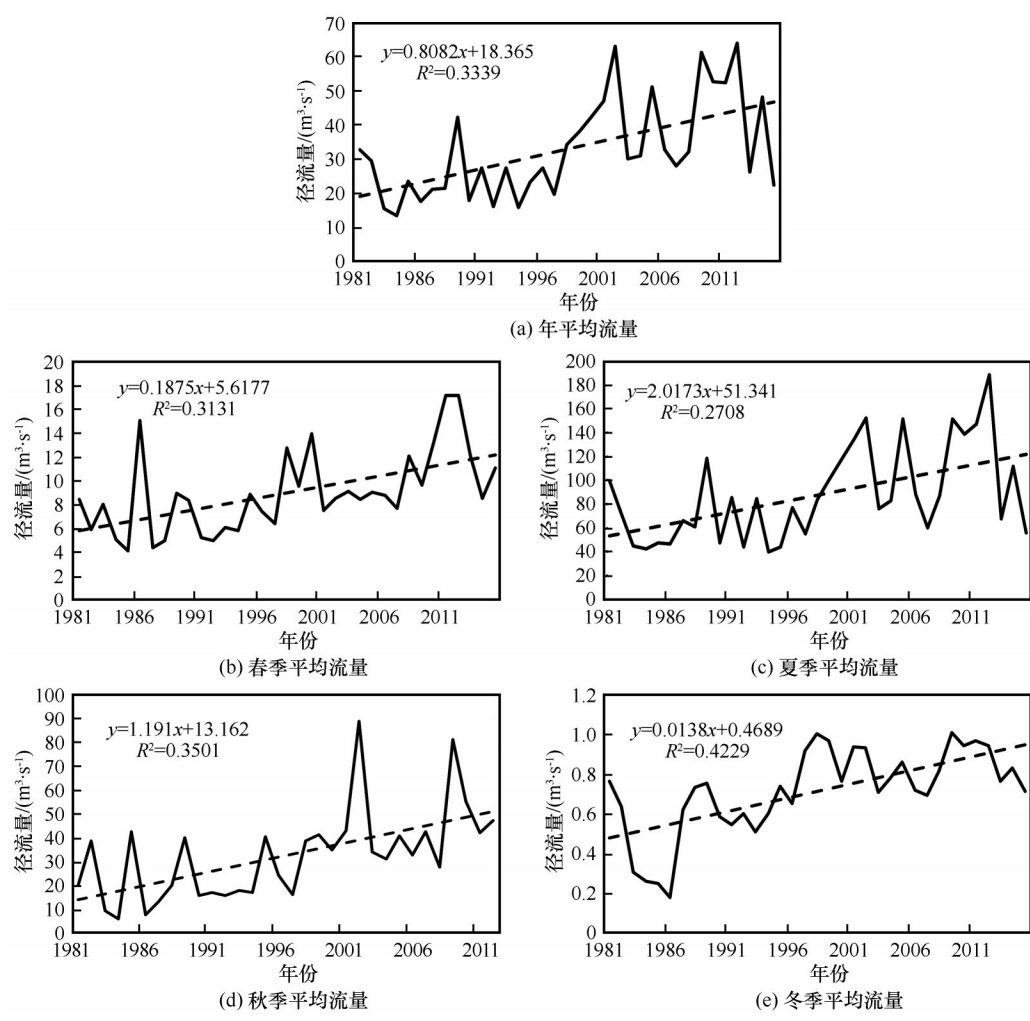 y=0.8082x+18.365
R²=0.3339
径流量/(m³·s⁻¹)
70
60
50
40
30
20
10
0
1981 1986 1991 1996 2001 2006 2011
年份
(a) 年平均流量
y=0.1875x+5.6177
R²=0.3131
径流量/(m³·s⁻¹)
20
18
16
14
12
10
8
6
4
2
0
1981 1986 1991 1996 2001 2006 2011
年份
(b) 春季平均流量
y=2.0173x+51.341
R²=0.2708
径流量/(m³·s⁻¹)
200
180
160
140
120
100
80
60
40
20
0
1981 1986 1991 1996 2001 2006 2011
年份
(c) 夏季平均流量
y=1.191x+13.162
R²=0.3501
径流量/(m³·s⁻¹)
100
90
80
70
60
50
40
30
20
10
0
1981 1986 1991 1996 2001 2006 2011
年份
(d) 秋季平均流量
y=0.0138x+0.4689
R²=0.4229
径流量/(m³·s⁻¹)
1.2
1.0
0.8
0.6
0.4
0.2
0
1981 1986 1991 1996 2001 2006 2011
年份
(e) 冬季平均流量